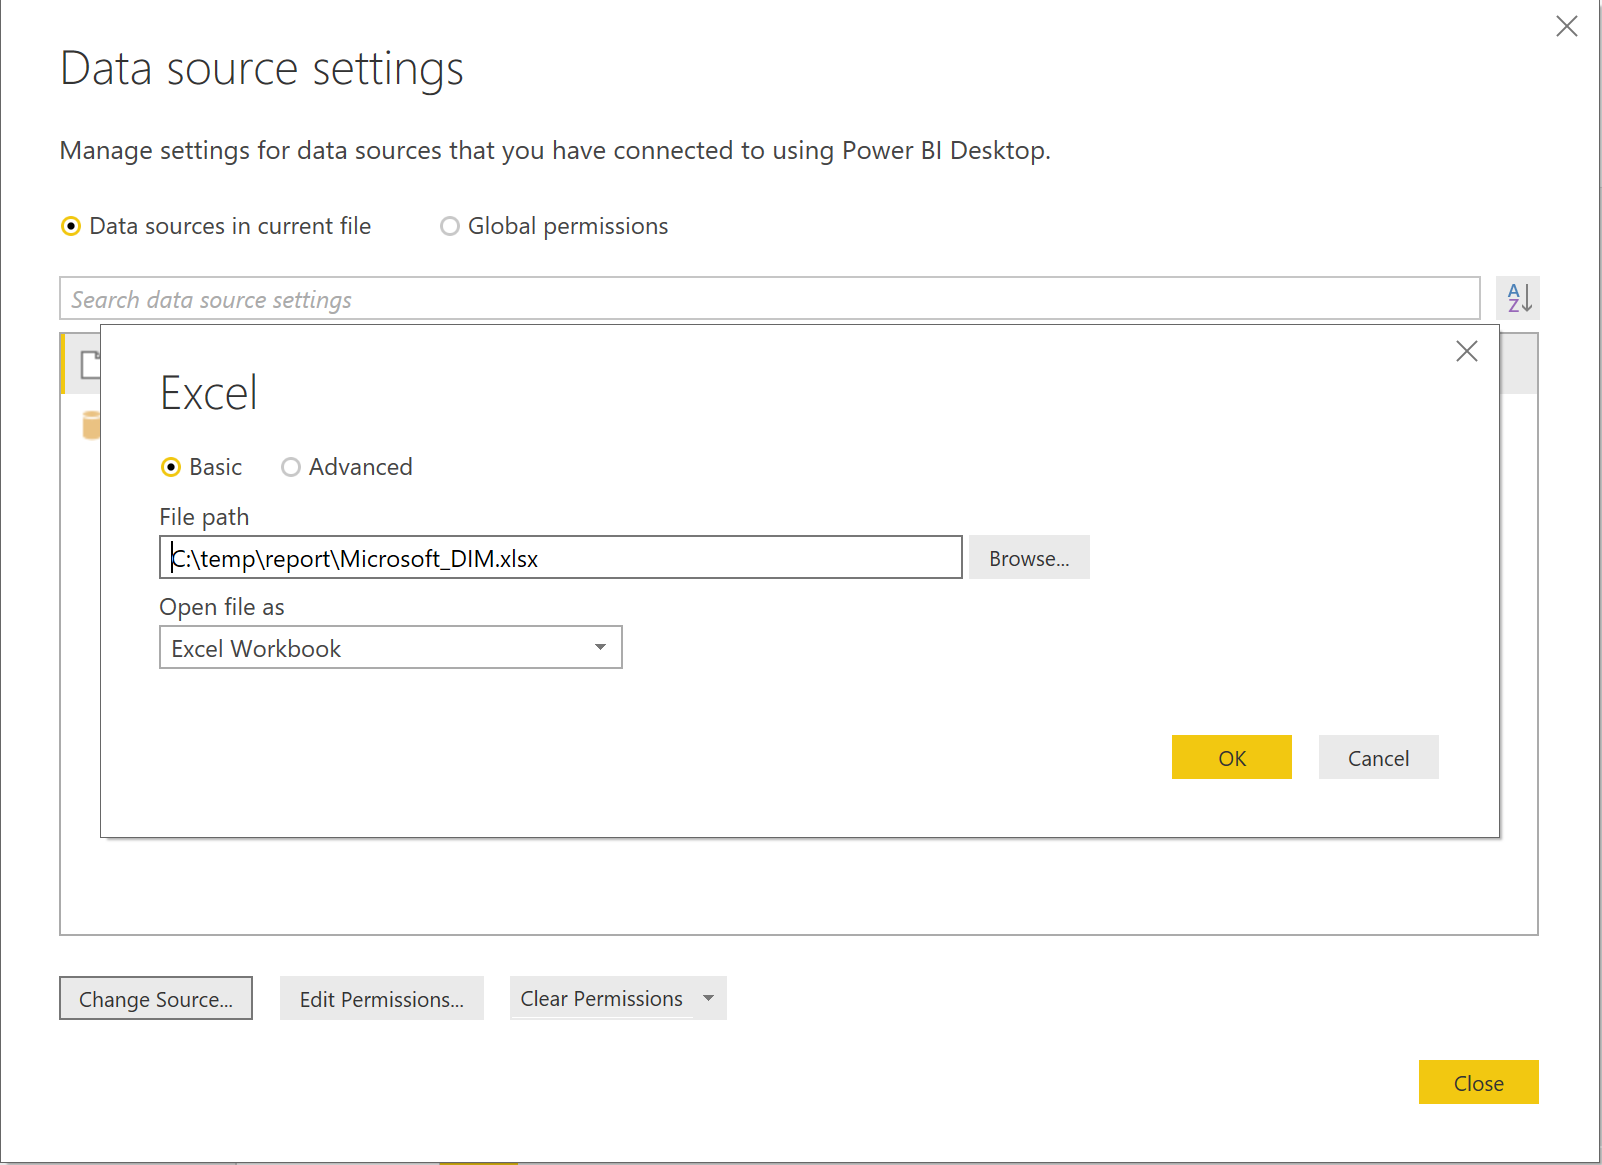 Data source settings
Manage settings for data sources that you have connected to using Power BI Desktop.
Data sources in current file Global permissions
Search data source settings
A
Z
Excel
Basic Advanced
File path
C:\temp\report\Microsoft_DIM.xlsx Browse...
Open file as
Excel Workbook
OK Cancel
Change Source... Edit Permissions... Clear Permissions
Close